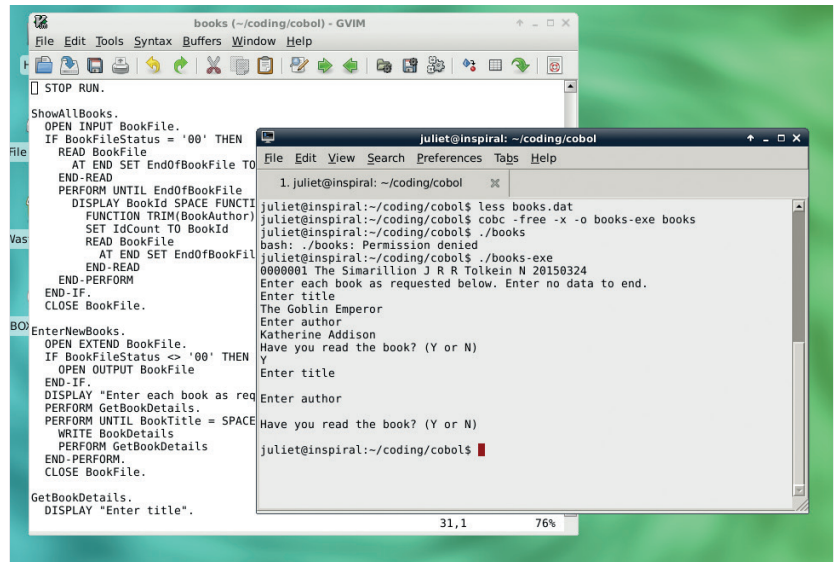 books (~/coding/cobol) - GVIM
File Edit Tools Syntax Buffers Window Help
STOP RUN.
ShowAllBooks.
OPEN INPUT BookFile.
IF BookFileStatus = '00' THEN
READ BookFile
AT END SET EndOfBookFile TO
END-READ
PERFORM UNTIL EndOfBookFile
DISPLAY BookId SPACE FUNCTI
FUNCTION TRIM(BookAuthor)
SET IdCount TO BookId
READ BookFile
AT END SET EndOfBookFil
END-READ
END-PERFORM
END-IF.
CLOSE BookFile.
EnterNewBooks.
OPEN EXTEND BookFile.
IF BookFileStatus <> '00' THEN
OPEN OUTPUT BookFile
END-IF.
DISPLAY "Enter each book as req
PERFORM GetBookDetails.
PERFORM UNTIL BookTitle = SPACE
WRITE BookDetails
PERFORM GetBookDetails
END-PERFORM.
CLOSE BookFile.
GetBookDetails.
DISPLAY "Enter title".
31,1 76%
juliet@inspiral: ~/coding/cobol
File Edit View Search Preferences Tabs Help
1. juliet@inspiral: ~/coding/cobol
juliet@inspiral:~/coding/cobol$ less books.dat
juliet@inspiral:~/coding/cobol$ cobc -free -x -o books-exe books
juliet@inspiral:~/coding/cobol$ ./books
bash: ./books: Permission denied
juliet@inspiral:~/coding/cobol$ ./books-exe
0000001 The Simarillion J R R Tolkein N 20150324
Enter each book as requested below. Enter no data to end.
Enter title
The Goblin Emperor
Enter author
Katherine Addison
Have you read the book? (Y or N)
Y
Enter title
Enter author
Have you read the book? (Y or N)
juliet@inspiral:~/coding/cobol$
File
Was
BOX